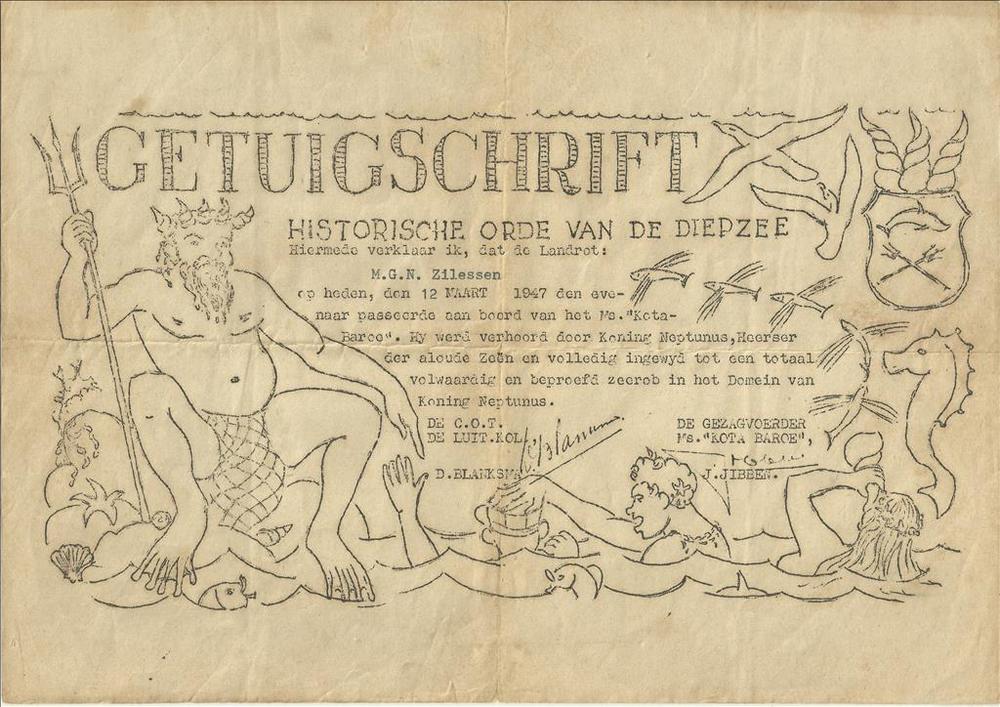 GETUIGSCHRIFT
HISTORISCHE ORDE VAN DE DIEPZEE
Hiermede verklaar ik, dat de Landrot:
M.G.N. Zilessen
op heden, den 12 MAART 1947 den eve-
naar passeerde aan boord van het Ms."Kota-
Baroe". Hy werd verhoord door Koning Neptunus,Heerser
der aloude Zeën en volledig ingewyd tot een totaal
volwaardig en beproefd zeerob in het Domein van
Koning Neptunus.
DE C.O.T.
DE LUIT.KOL
DE GEZAGVOERDER
Ms."KOTA BAROE",
J.JIBBEN.